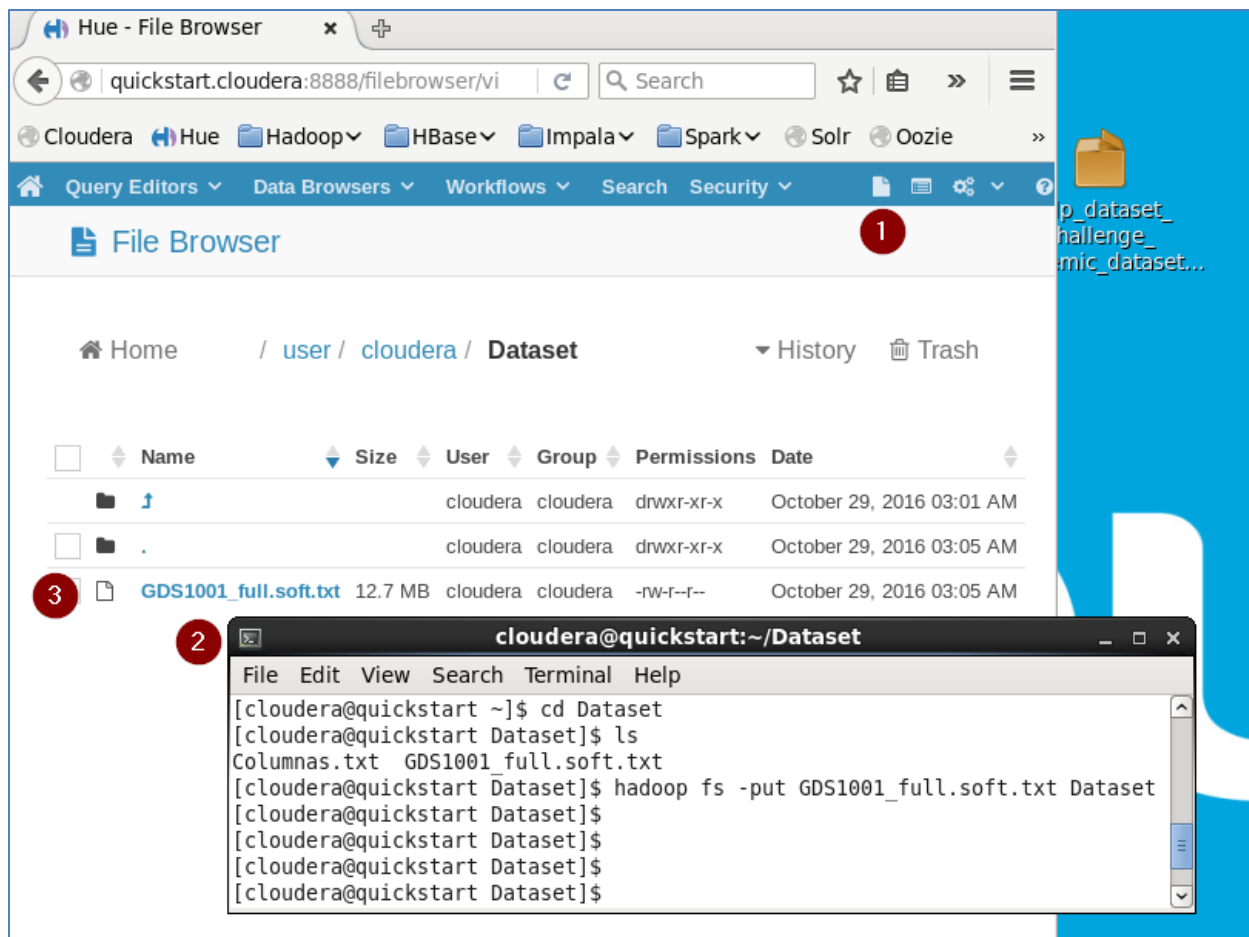 Hue - File Browser
quickstart.cloudera:8888/filebrowser/vi Search
Cloudera Hue Hadoop HBase Impala Spark Solr Oozie »
Query Editors Data Browsers Workflows Search Security
1
File Browser
Home / user / cloudera / Dataset History Trash
Name Size User Group Permissions Date
cloudera cloudera drwxr-xr-x October 29, 2016 03:01 AM
. cloudera cloudera drwxr-xr-x October 29, 2016 03:05 AM
3 GDS1001_full.soft.txt 12.7 MB cloudera cloudera -rw-r--r-- October 29, 2016 03:05 AM
2
cloudera@quickstart:~/Dataset
File Edit View Search Terminal Help
[cloudera@quickstart ~]$ cd Dataset
[cloudera@quickstart Dataset]$ ls
Columnas.txt GDS1001_full.soft.txt
[cloudera@quickstart Dataset]$ hadoop fs -put GDS1001_full.soft.txt Dataset
[cloudera@quickstart Dataset]$
[cloudera@quickstart Dataset]$
[cloudera@quickstart Dataset]$
[cloudera@quickstart Dataset]$
lp_dataset_
hallenge_
mic_dataset...